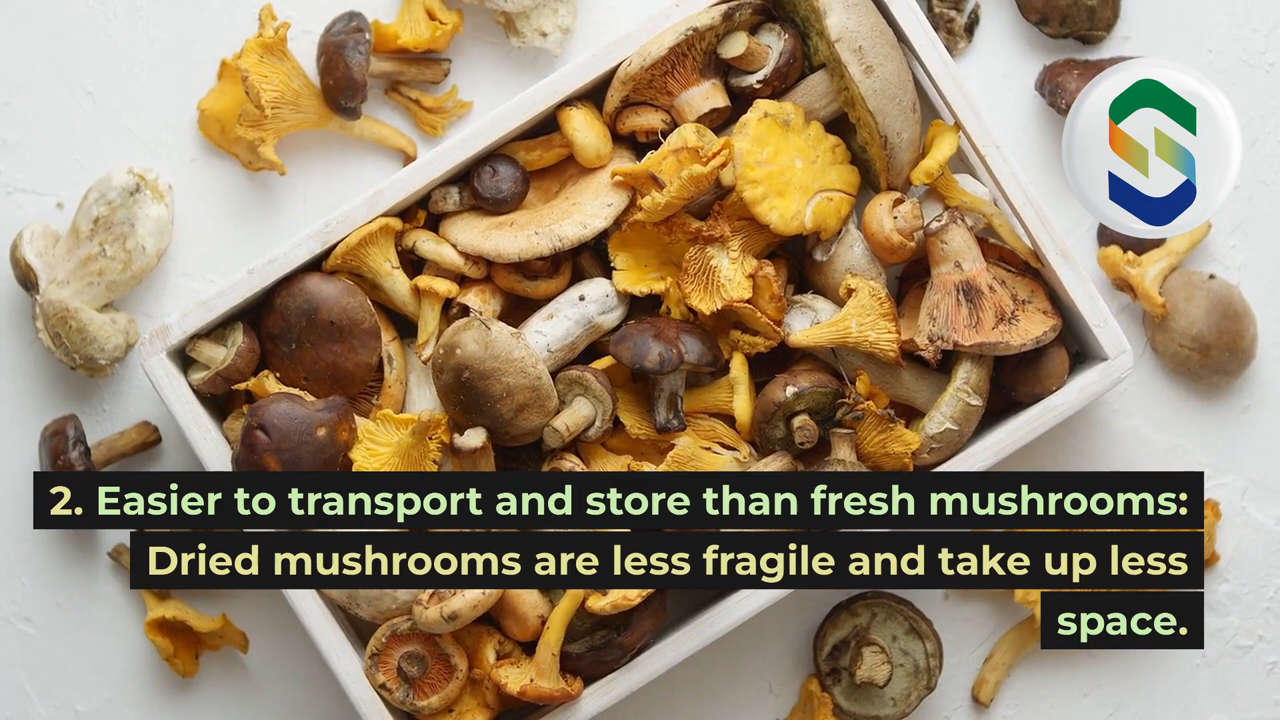 2. Easier to transport and store than fresh mushrooms:
Dried mushrooms are less fragile and take up less
space.